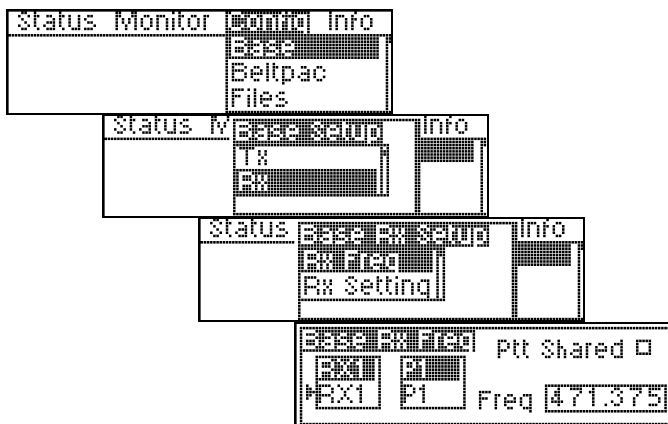 Status Monitor Config Info
Base
Beltpac
Files
Status M Info
Base Setup
Tx
Rx
Status Info
Base Rx Setup
Rx Freq
Rx Setting
Base Rx Freq Ptt Shared
RX1 P1
RX1 P1 Freq 471.375